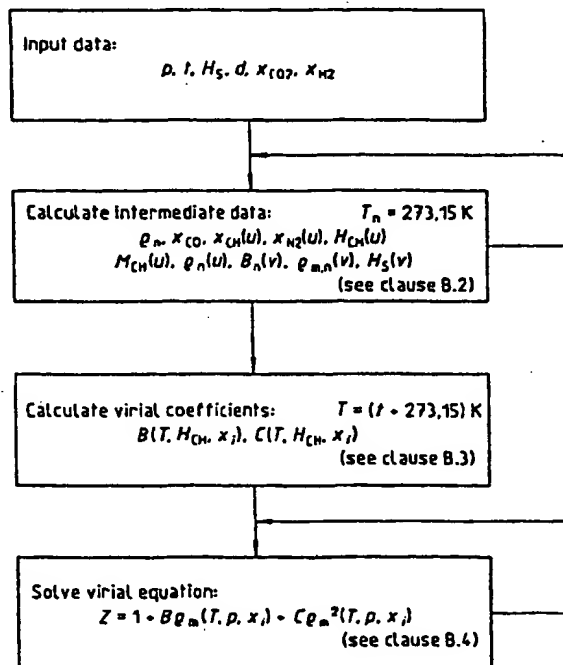 Input data:
p, t, H_S, d, x_CO2, x_H2
Calculate intermediate data: T_n = 273,15 K
ϱ_n, x_CO, x_CH(u), x_N2(u), H_CH(u)
M_CH(u), ϱ_n(u), B_n(v), ϱ_m,n(v), H_S(v)
(see clause B.2)
Calculate virial coefficients: T = (t + 273,15) K
B(T, H_CH, x_i), C(T, H_CH, x_i)
(see clause B.3)
Solve virial equation:
Z = 1 + Bϱ_m(T, p, x_i) + Cϱ_m²(T, p, x_i)
(see clause B.4)